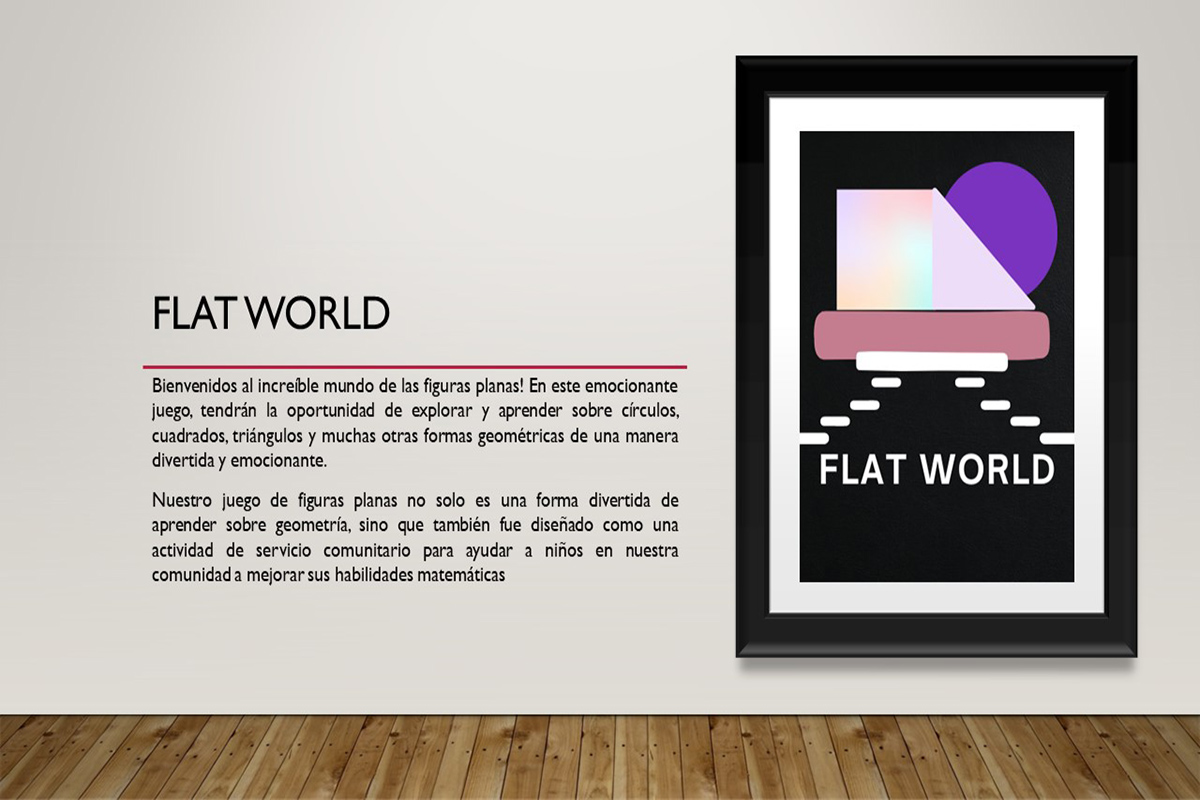 FLAT WORLD
Bienvenidos al increíble mundo de las figuras planas! En este emocionante
juego, tendrán la oportunidad de explorar y aprender sobre círculos,
cuadrados, triángulos y muchas otras formas geométricas de una manera
divertida y emocionante.
Nuestro juego de figuras planas no solo es una forma divertida de
aprender sobre geometría, sino que también fue diseñado como una
actividad de servicio comunitario para ayudar a niños en nuestra
comunidad a mejorar sus habilidades matemáticas
FLAT WORLD